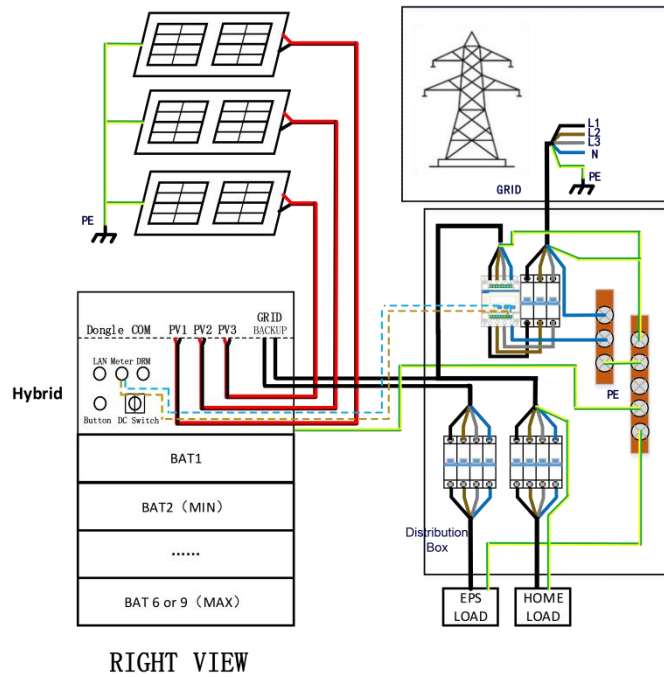 L1
L2
L3
N
PE
GRID
PE
Hybrid
Dongle COM PV1 PV2 PV3 GRID
BACKUP
LAN Meter DRM
Button DC Switch
BAT1
BAT2（MIN）
......
BAT 6 or 9（MAX）
PE
Distribution
Box
EPS
LOAD
HOME
LOAD
RIGHT VIEW